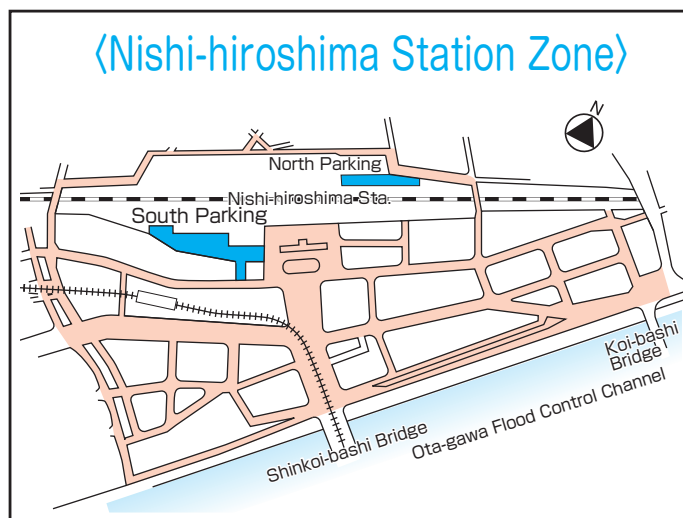 〈Nishi-hiroshima Station Zone〉
N
North Parking
Nishi-hiroshima Sta.
South Parking
Koi-bashi
Bridge
Ota-gawa Flood Control Channel
Shinkoi-bashi Bridge